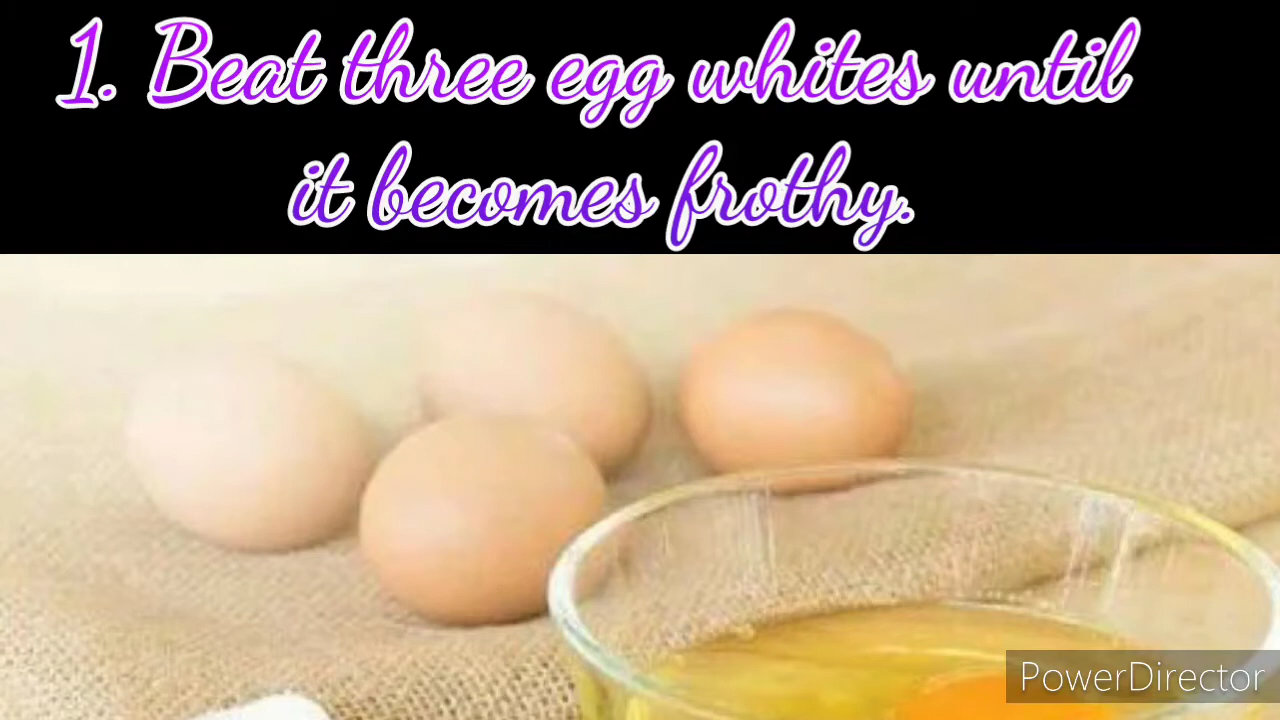 1. Beat three egg whites until
it becomes frothy.
PowerDirector